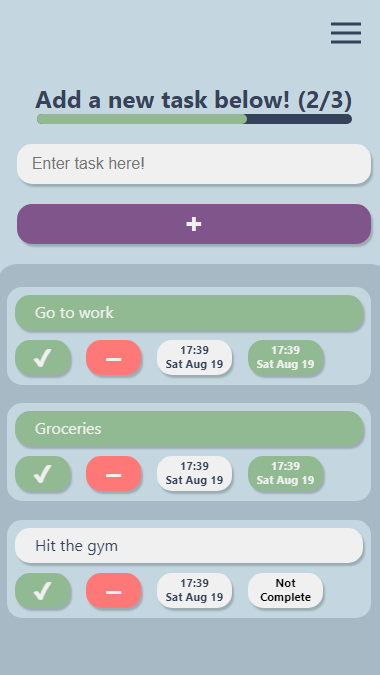 Add a new task below! (2/3)
Enter task here!
+
Go to work
✓ – 17:39 17:39
Sat Aug 19 Sat Aug 19
Groceries
✓ – 17:39 17:39
Sat Aug 19 Sat Aug 19
Hit the gym
✓ – 17:39 Not
Sat Aug 19 Complete